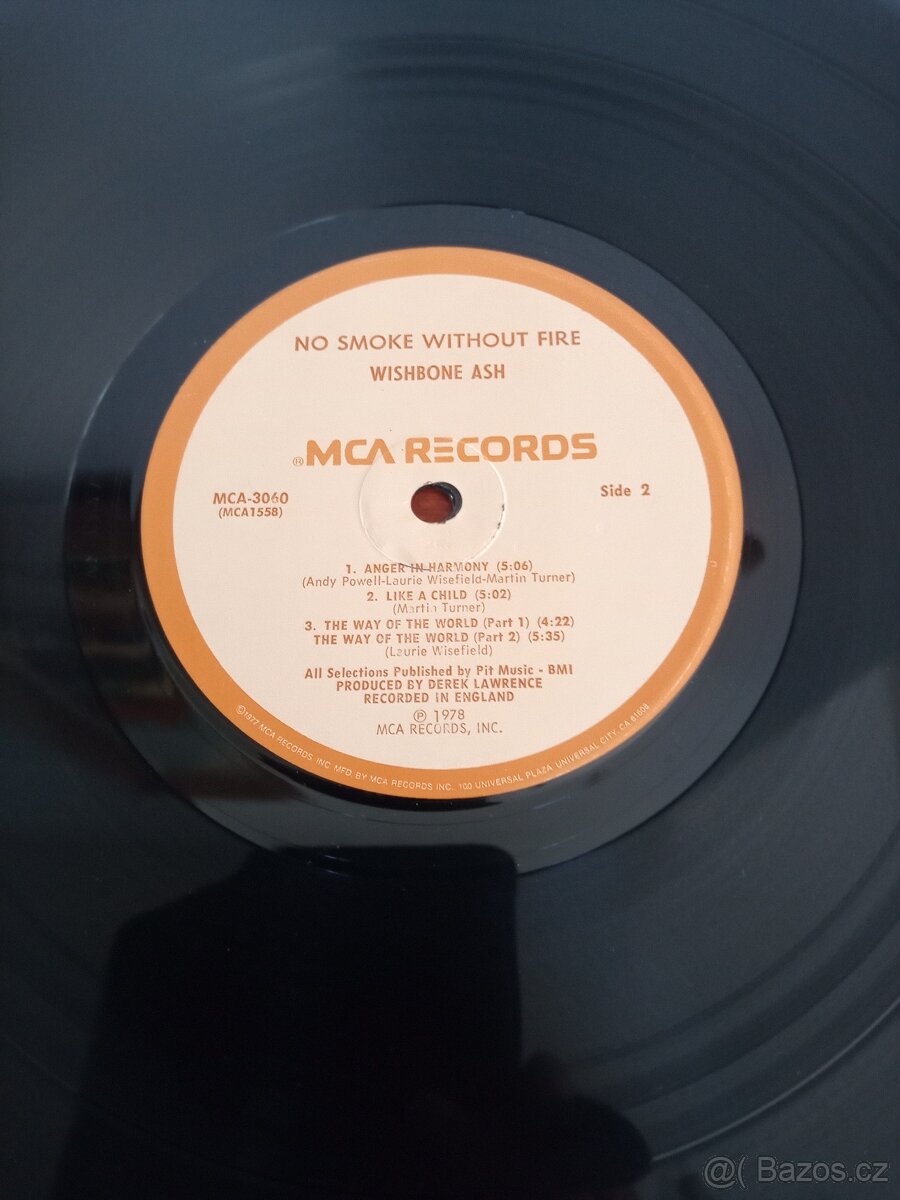 NO SMOKE WITHOUT FIRE
WISHBONE ASH
® MCA RECORDS
MCA-3060
(MCA1558)
Side 2
1. ANGER IN HARMONY (5:06)
(Andy Powell-Laurie Wisefield-Martin Turner)
2. LIKE A CHILD (5:02)
(Martin Turner)
3. THE WAY OF THE WORLD (Part 1) (4:22)
THE WAY OF THE WORLD (Part 2) (5:35)
(Laurie Wisefield)
All Selections Published by Pit Music - BMI
PRODUCED BY DEREK LAWRENCE
RECORDED IN ENGLAND
℗ 1978
MCA RECORDS, INC.
©1977 MCA RECORDS INC. MFD. BY MCA RECORDS INC. 100 UNIVERSAL PLAZA UNIVERSAL CITY, CA 91608
@( Bazos.cz